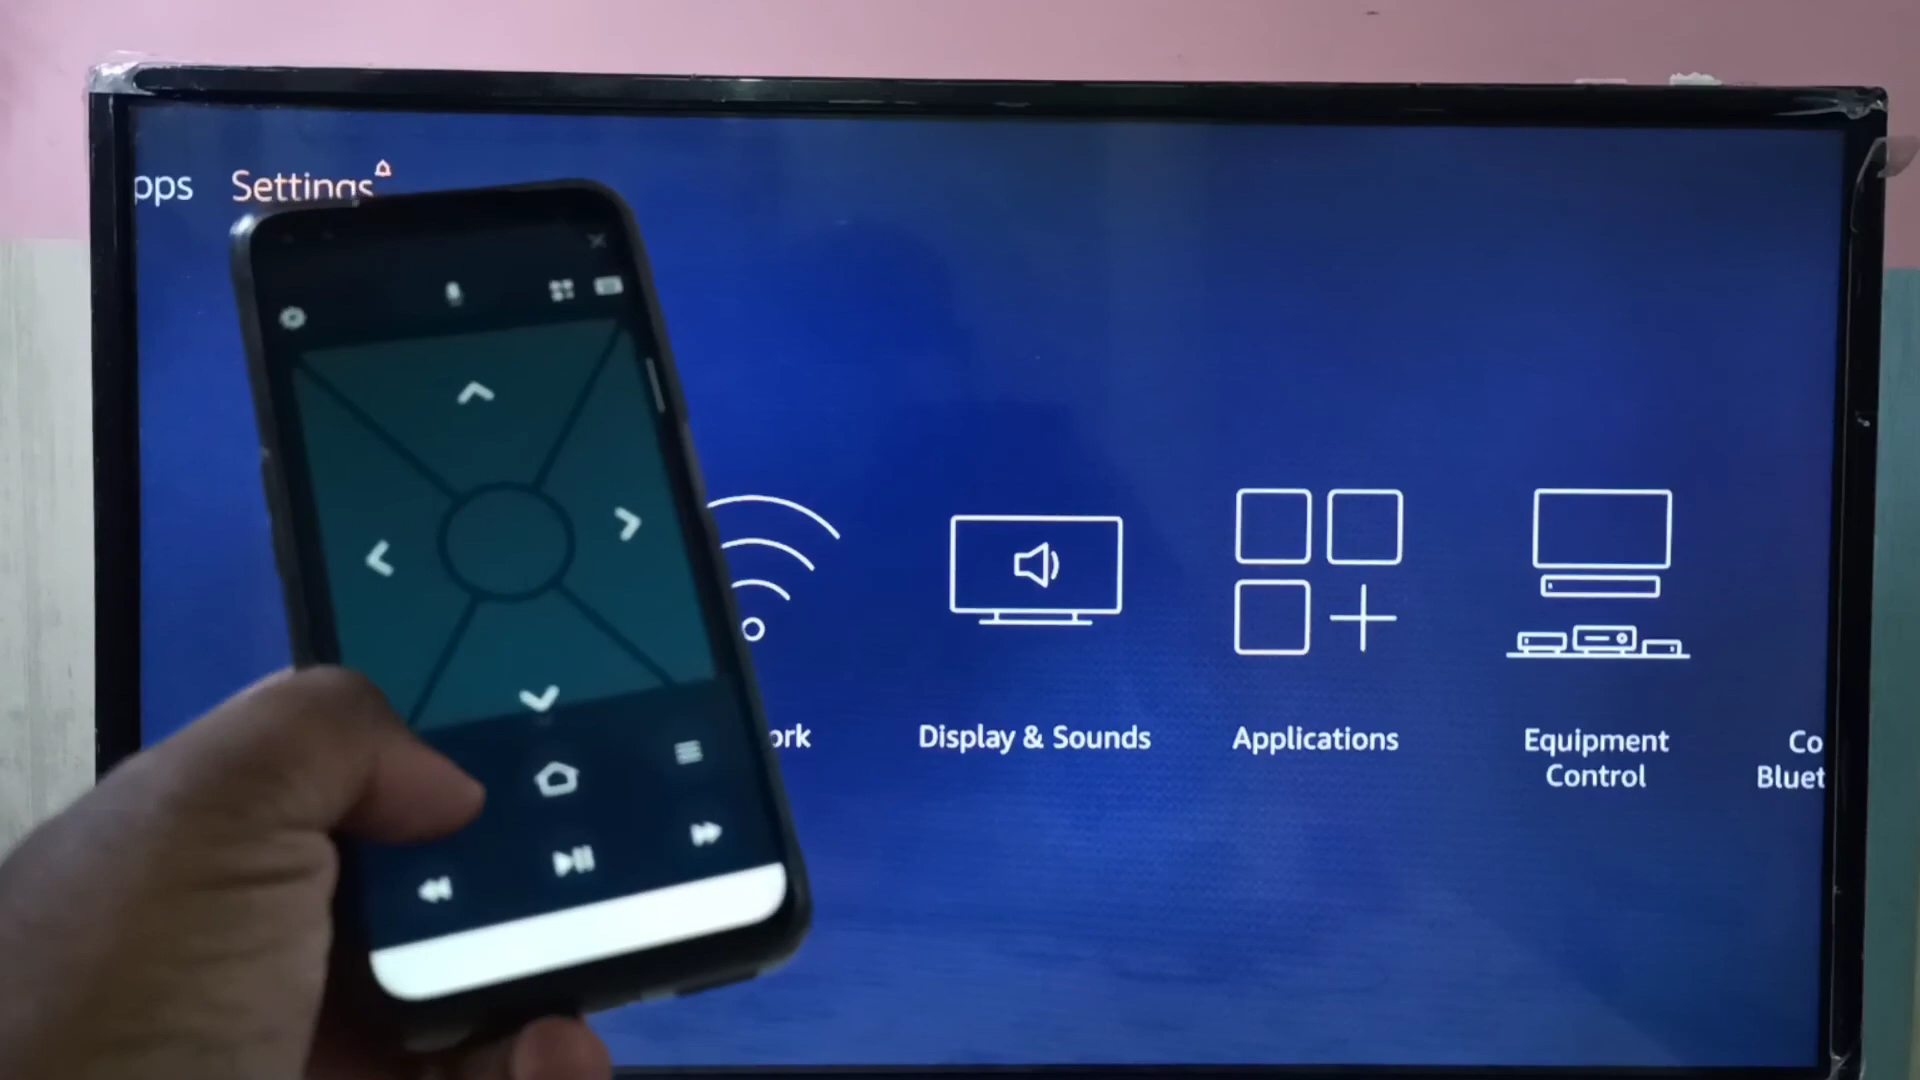 pps Settings
ork
Display & Sounds
Applications
Equipment
Control
Co
Bluet